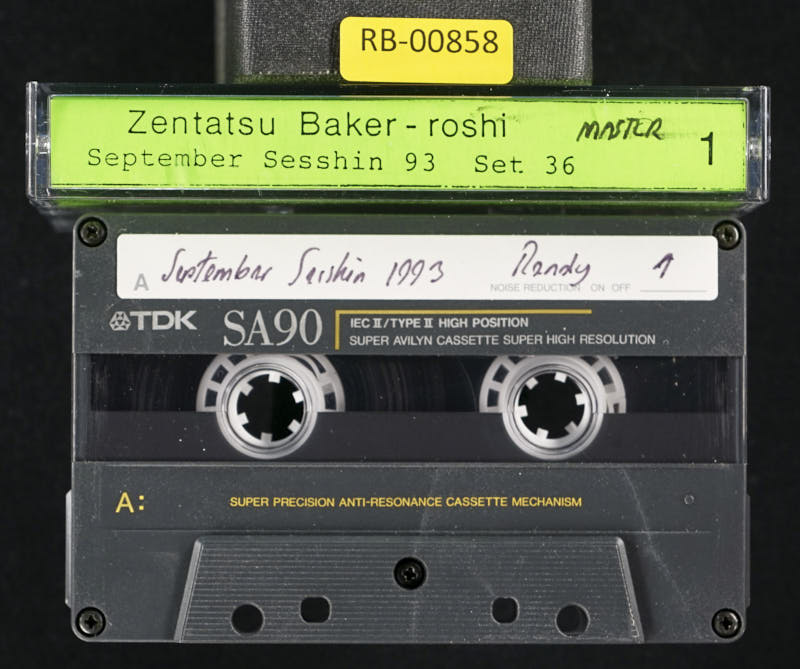 RB-00858
Zentatsu Baker-roshi MASTER 1
September Sesshin 93 Set 36
A September Sesshin 1993 Randy 1
NOISE REDUCTION ON OFF
TDK SA90 IEC II/TYPE II HIGH POSITION
SUPER AVILYN CASSETTE SUPER HIGH RESOLUTION
A: SUPER PRECISION ANTI-RESONANCE CASSETTE MECHANISM